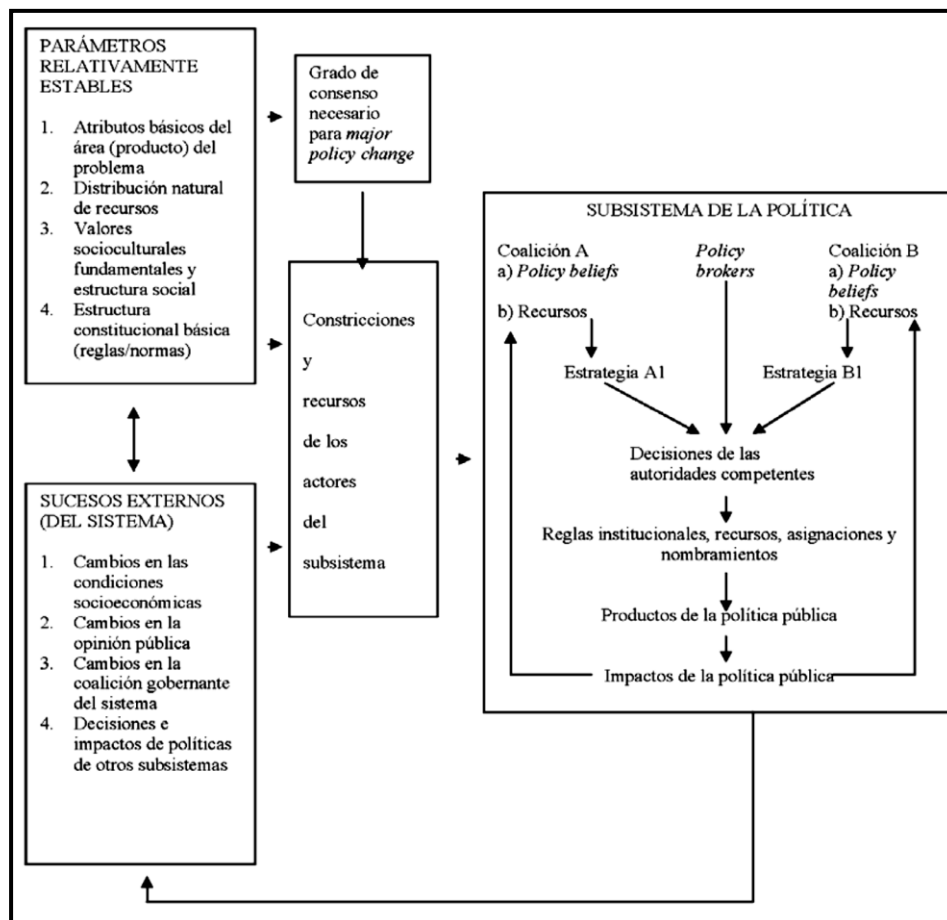 PARÁMETROS
RELATIVAMENTE
ESTABLES
1. Atributos básicos del
área (producto) del
problema
2. Distribución natural
de recursos
3. Valores
socioculturales
fundamentales y
estructura social
4. Estructura
constitucional básica
(reglas/normas)
Grado de
consenso
necesario
para major
policy change
SUCESOS EXTERNOS
(DEL SISTEMA)
1. Cambios en las
condiciones
socioeconómicas
2. Cambios en la
opinión pública
3. Cambios en la
coalición gobernante
del sistema
4. Decisiones e
impactos de políticas
de otros subsistemas
Constricciones
y
recursos
de los
actores
del
subsistema
SUBSISTEMA DE LA POLÍTICA
Coalición A
a) Policy beliefs
b) Recursos
Policy
brokers
Coalición B
a) Policy
beliefs
b) Recursos
Estrategia A1
Estrategia B1
Decisiones de las
autoridades competentes
Reglas institucionales, recursos, asignaciones y
nombramientos
Productos de la política pública
Impactos de la política pública